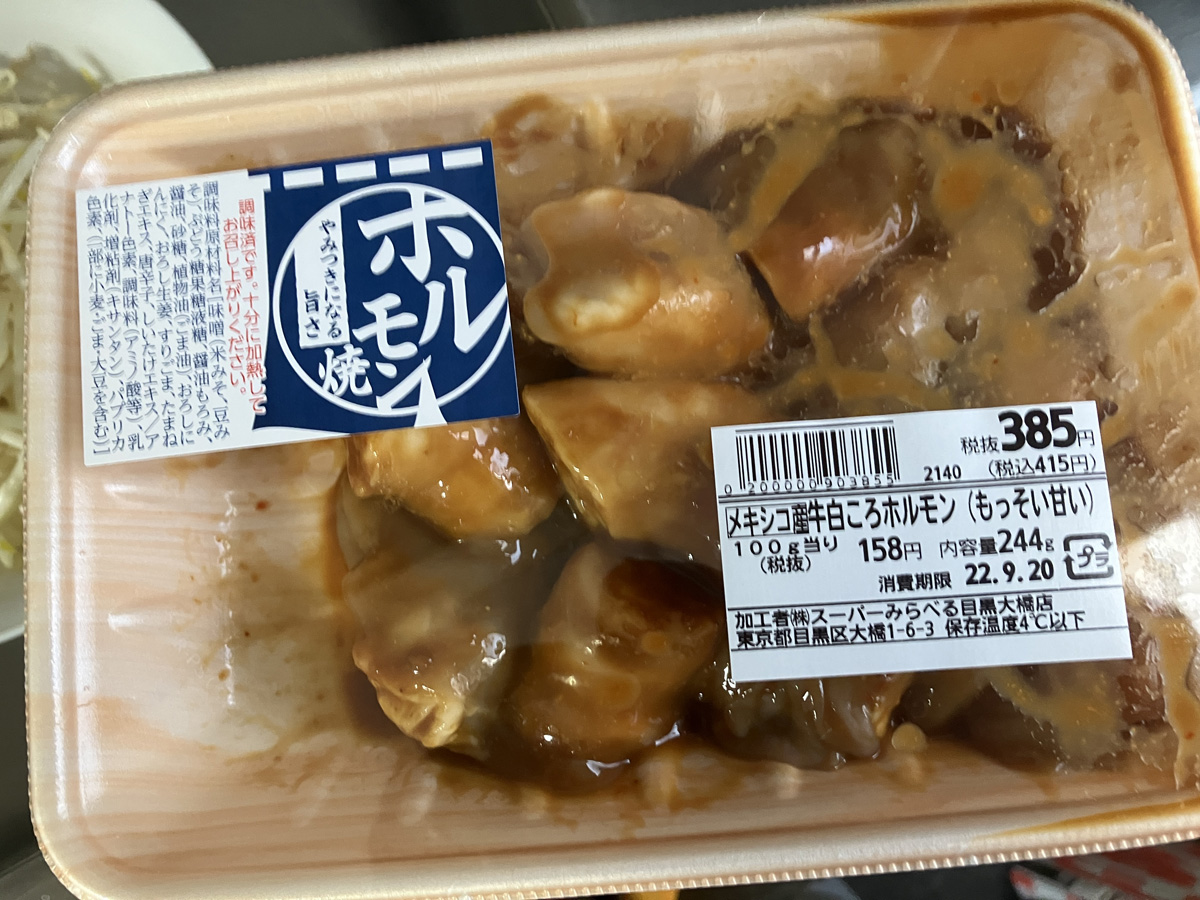 調味料原材料名【味噌（米みそ、豆み
そ）、ぶどう糖果糖液糖、醤油もろみ、
醤油、砂糖、植物油（ごま油）、おろしに
んにく、おろし生姜、すりごま、たまね
ぎエキス、唐辛子、しいたけエキス／ア
ナトー色素、調味料（アミノ酸等）、乳
化剤、増粘剤（キサンタン）、パプリカ
色素、（一部に小麦・ごま・大豆を含む）】
調味済です。十分に加熱して
お召し上がりください。
ホルモン焼
やみつきになる
旨さ
税抜385円
0 200000 903855
2140
（税込415円）
メキシコ産牛白ころホルモン（もっそい甘い）
100g当り 158円 内容量244g
（税抜）
プラ
消費期限 22.9.20
加工者㈱スーパーみらべる目黒大橋店
東京都目黒区大橋1-6-3 保存温度4℃以下